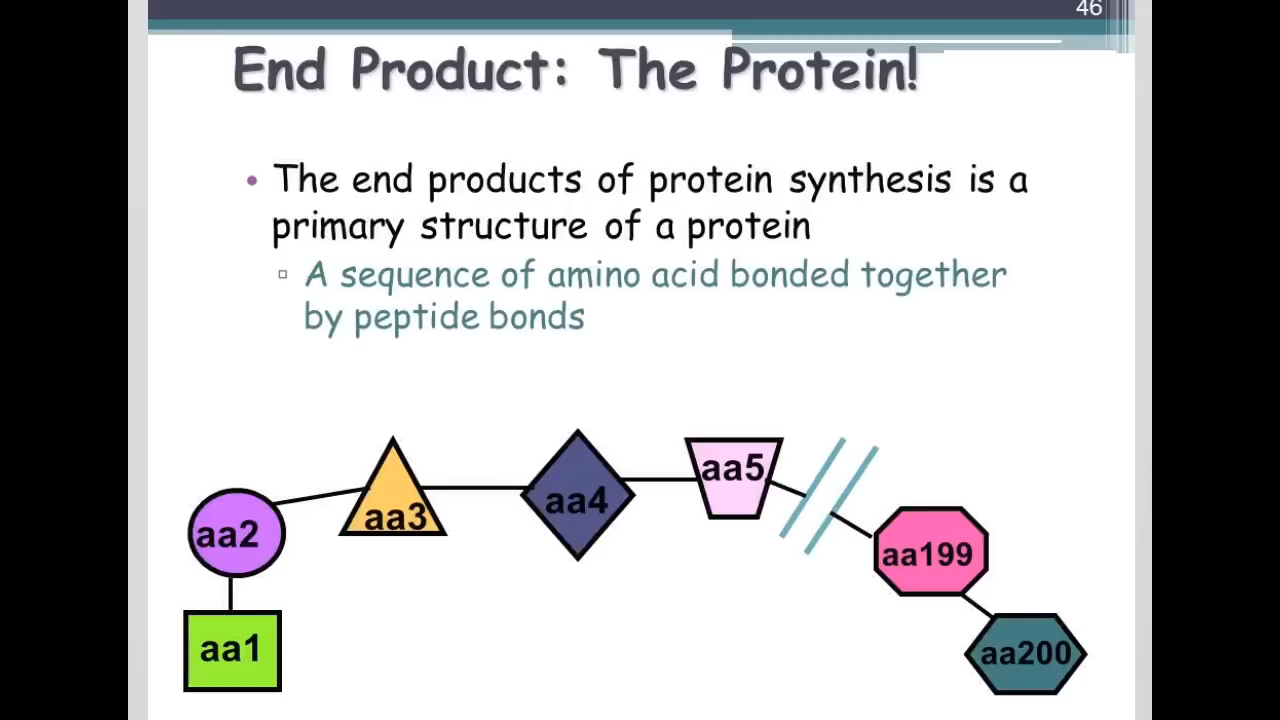 46
End Product: The Protein!
• The end products of protein synthesis is a
primary structure of a protein
▫ A sequence of amino acid bonded together
by peptide bonds
aa1
aa2
aa3
aa4
aa5
aa199
aa200